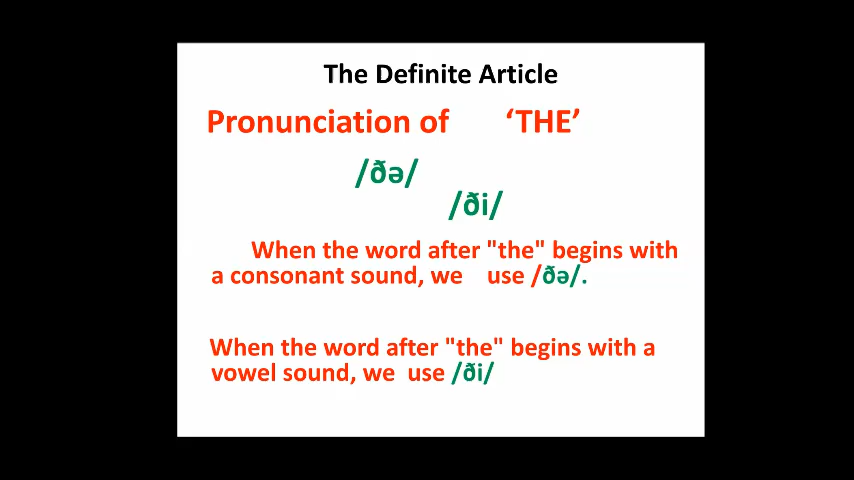 The Definite Article
Pronunciation of ‘THE’
/ðə/
/ði/
When the word after "the" begins with
a consonant sound, we use /ðə/.
When the word after "the" begins with a
vowel sound, we use /ði/